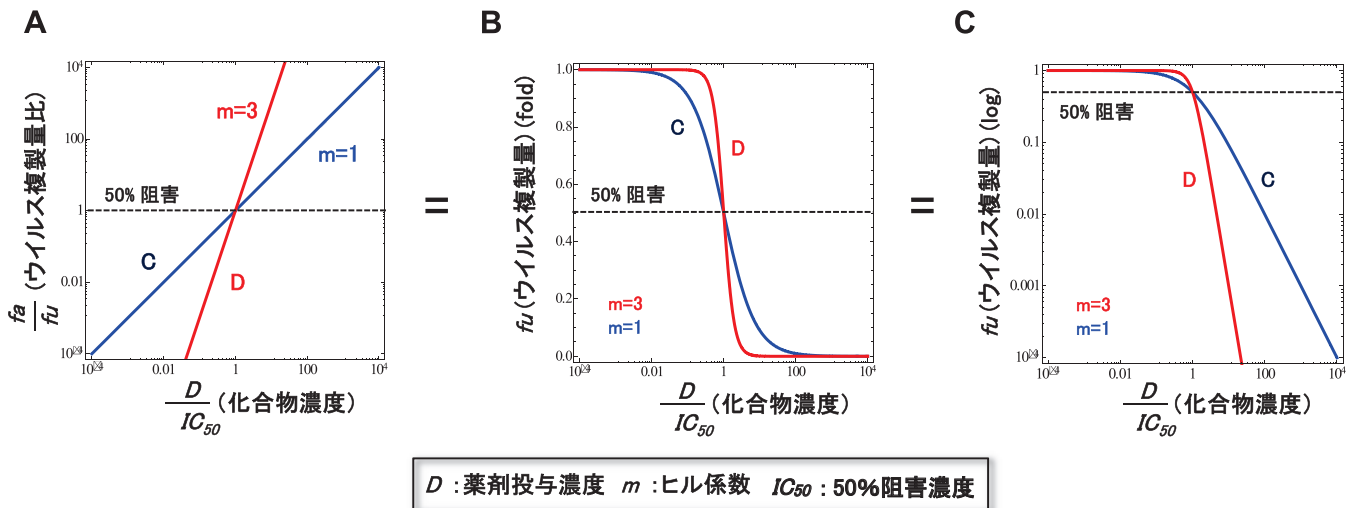 A
B
C
10⁴
100
1
0.01
10⁻⁴
fa/fu (ウイルス複製量比)
m=3
m=1
50% 阻害
C
D
0.01
1
100
10⁴
D/IC₅₀ (化合物濃度)
=
1.0
0.8
0.6
0.4
0.2
0.0
fu (ウイルス複製量) (fold)
C
D
50% 阻害
m=3
m=1
0.01
1
100
10⁴
D/IC₅₀ (化合物濃度)
=
1
0.1
0.01
0.001
fu (ウイルス複製量) (log)
50% 阻害
D
C
m=3
m=1
0.01
1
100
10⁴
D/IC₅₀ (化合物濃度)
D :薬剤投与濃度 m :ヒル係数 IC₅₀ : 50%阻害濃度